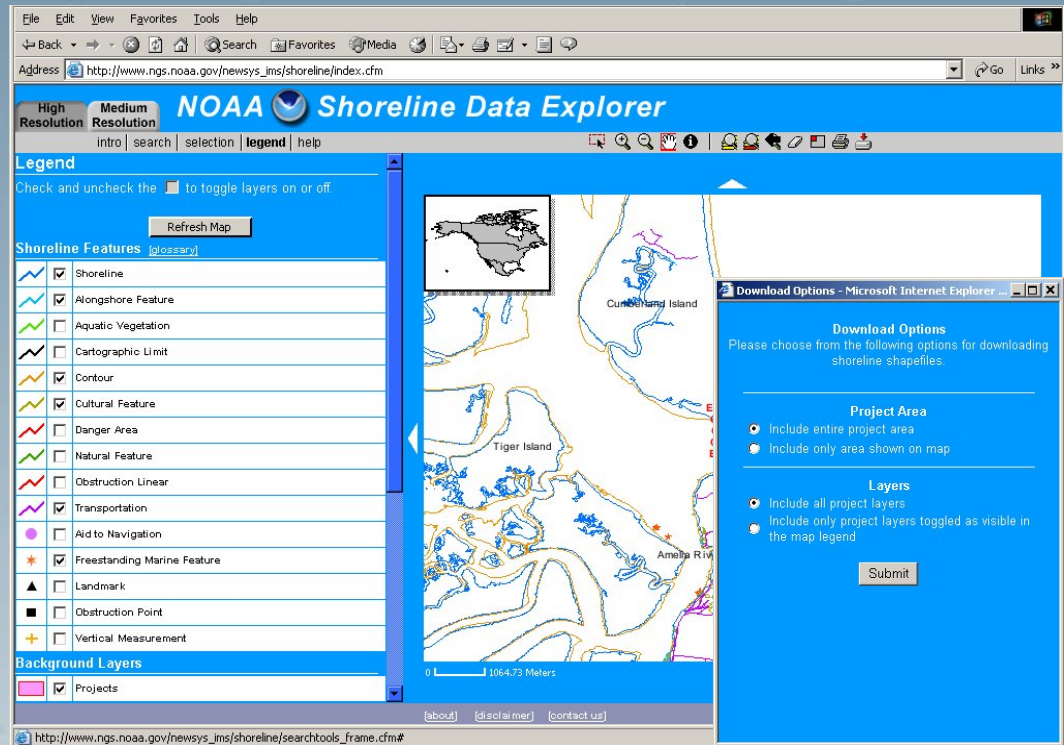 File Edit View Favorites Tools Help
Back Search Favorites Media
Address http://www.ngs.noaa.gov/newsys_ims/shoreline/index.cfm Go Links »
High Resolution
Medium Resolution
NOAA Shoreline Data Explorer
intro | search | selection | legend | help
Legend
Check and uncheck the to toggle layers on or off.
Refresh Map
Shoreline Features [glossary]
Shoreline
Alongshore Feature
Aquatic Vegetation
Cartographic Limit
Contour
Cultural Feature
Danger Area
Natural Feature
Obstruction Linear
Transportation
Aid to Navigation
Freestanding Marine Feature
Landmark
Obstruction Point
Vertical Measurement
Background Layers
Projects
Cumberland Island
Tiger Island
Amelia Riv
0 1064.73 Meters
Download Options - Microsoft Internet Explorer ...
Download Options
Please choose from the following options for downloading
shoreline shapefiles.
Project Area
Include entire project area
Include only area shown on map
Layers
Include all project layers
Include only project layers toggled as visible in
the map legend
Submit
[about] [disclaimer] [contact us]
http://www.ngs.noaa.gov/newsys_ims/shoreline/searchtools_frame.cfm#